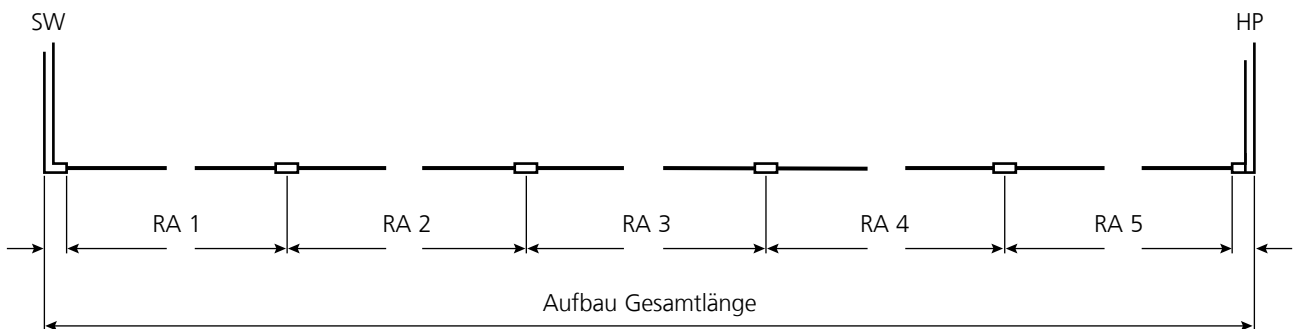 SW HP
RA 1 RA 2 RA 3 RA 4 RA 5
Aufbau Gesamtlänge